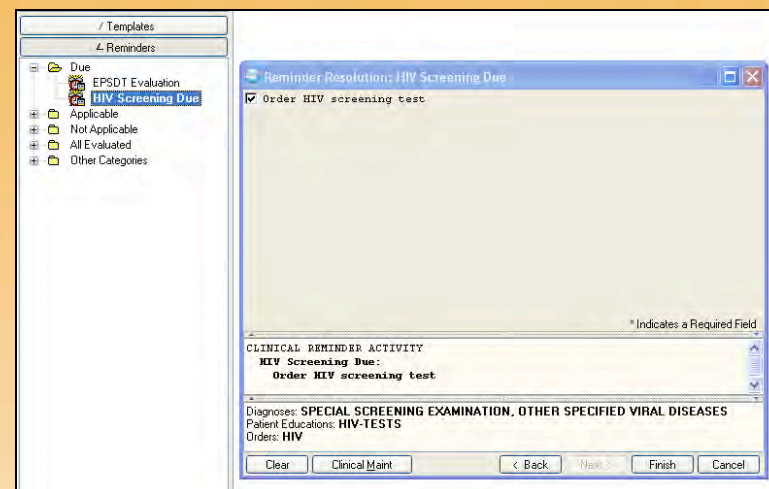 / Templates
∠ Reminders
Due
EPSDT Evaluation
HIV Screening Due
Applicable
Not Applicable
All Evaluated
Other Categories
Reminder Resolution: HIV Screening Due
Order HIV screening test
* Indicates a Required Field
CLINICAL REMINDER ACTIVITY
HIV Screening Due:
Order HIV screening test
Diagnoses: SPECIAL SCREENING EXAMINATION, OTHER SPECIFIED VIRAL DISEASES
Patient Educations: HIV-TESTS
Orders: HIV
Clear Clinical Maint < Back Next > Finish Cancel